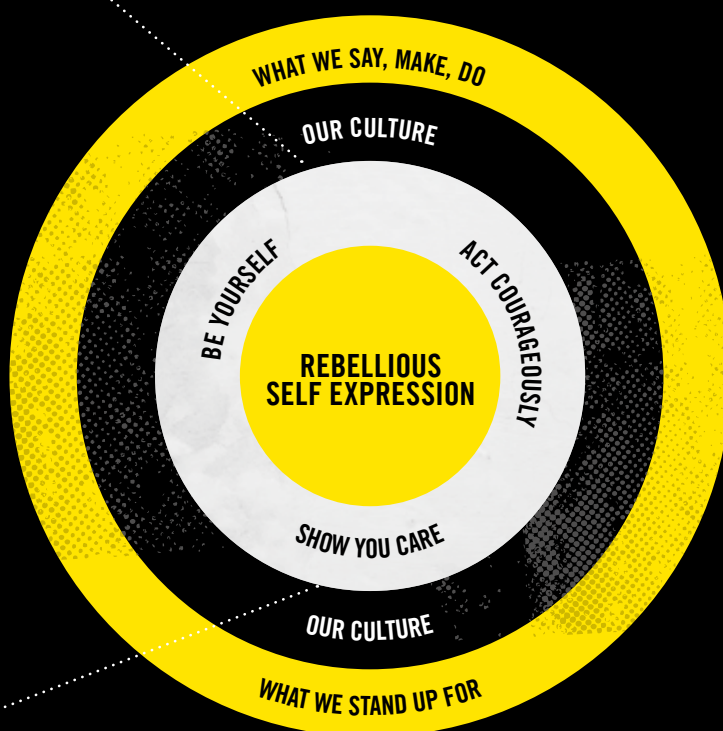 WHAT WE SAY, MAKE, DO
OUR CULTURE
BE YOURSELF
ACT COURAGEOUSLY
REBELLIOUS
SELF EXPRESSION
SHOW YOU CARE
OUR CULTURE
WHAT WE STAND UP FOR